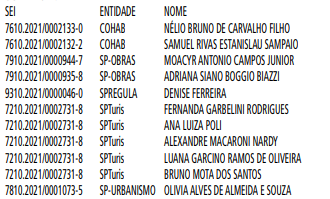 SEI ENTIDADE NOME
7610.2021/0002133-0 COHAB NÉLIO BRUNO DE CARVALHO FILHO
7610.2021/0002132-2 COHAB SAMUEL RIVAS ESTANISLAU SAMPAIO
7910.2021/0000944-7 SP-OBRAS MOACYR ANTONIO CAMPOS JUNIOR
7910.2021/0000935-8 SP-OBRAS ADRIANA SIANO BOGGIO BIAZZI
9310.2021/0000046-0 SPREGULA DENISE FERREIRA
7210.2021/0002731-8 SPTuris FERNANDA GARBELINI RODRIGUES
7210.2021/0002731-8 SPTuris ANA LUIZA POLI
7210.2021/0002731-8 SPTuris ALEXANDRE MACARONI NARDY
7210.2021/0002731-8 SPTuris LUANA GARCINO RAMOS DE OLIVEIRA
7210.2021/0002731-8 SPTuris BRUNO MOTA DOS SANTOS
7810.2021/0001073-5 SP-URBANISMO OLIVIA ALVES DE ALMEIDA E SOUZA